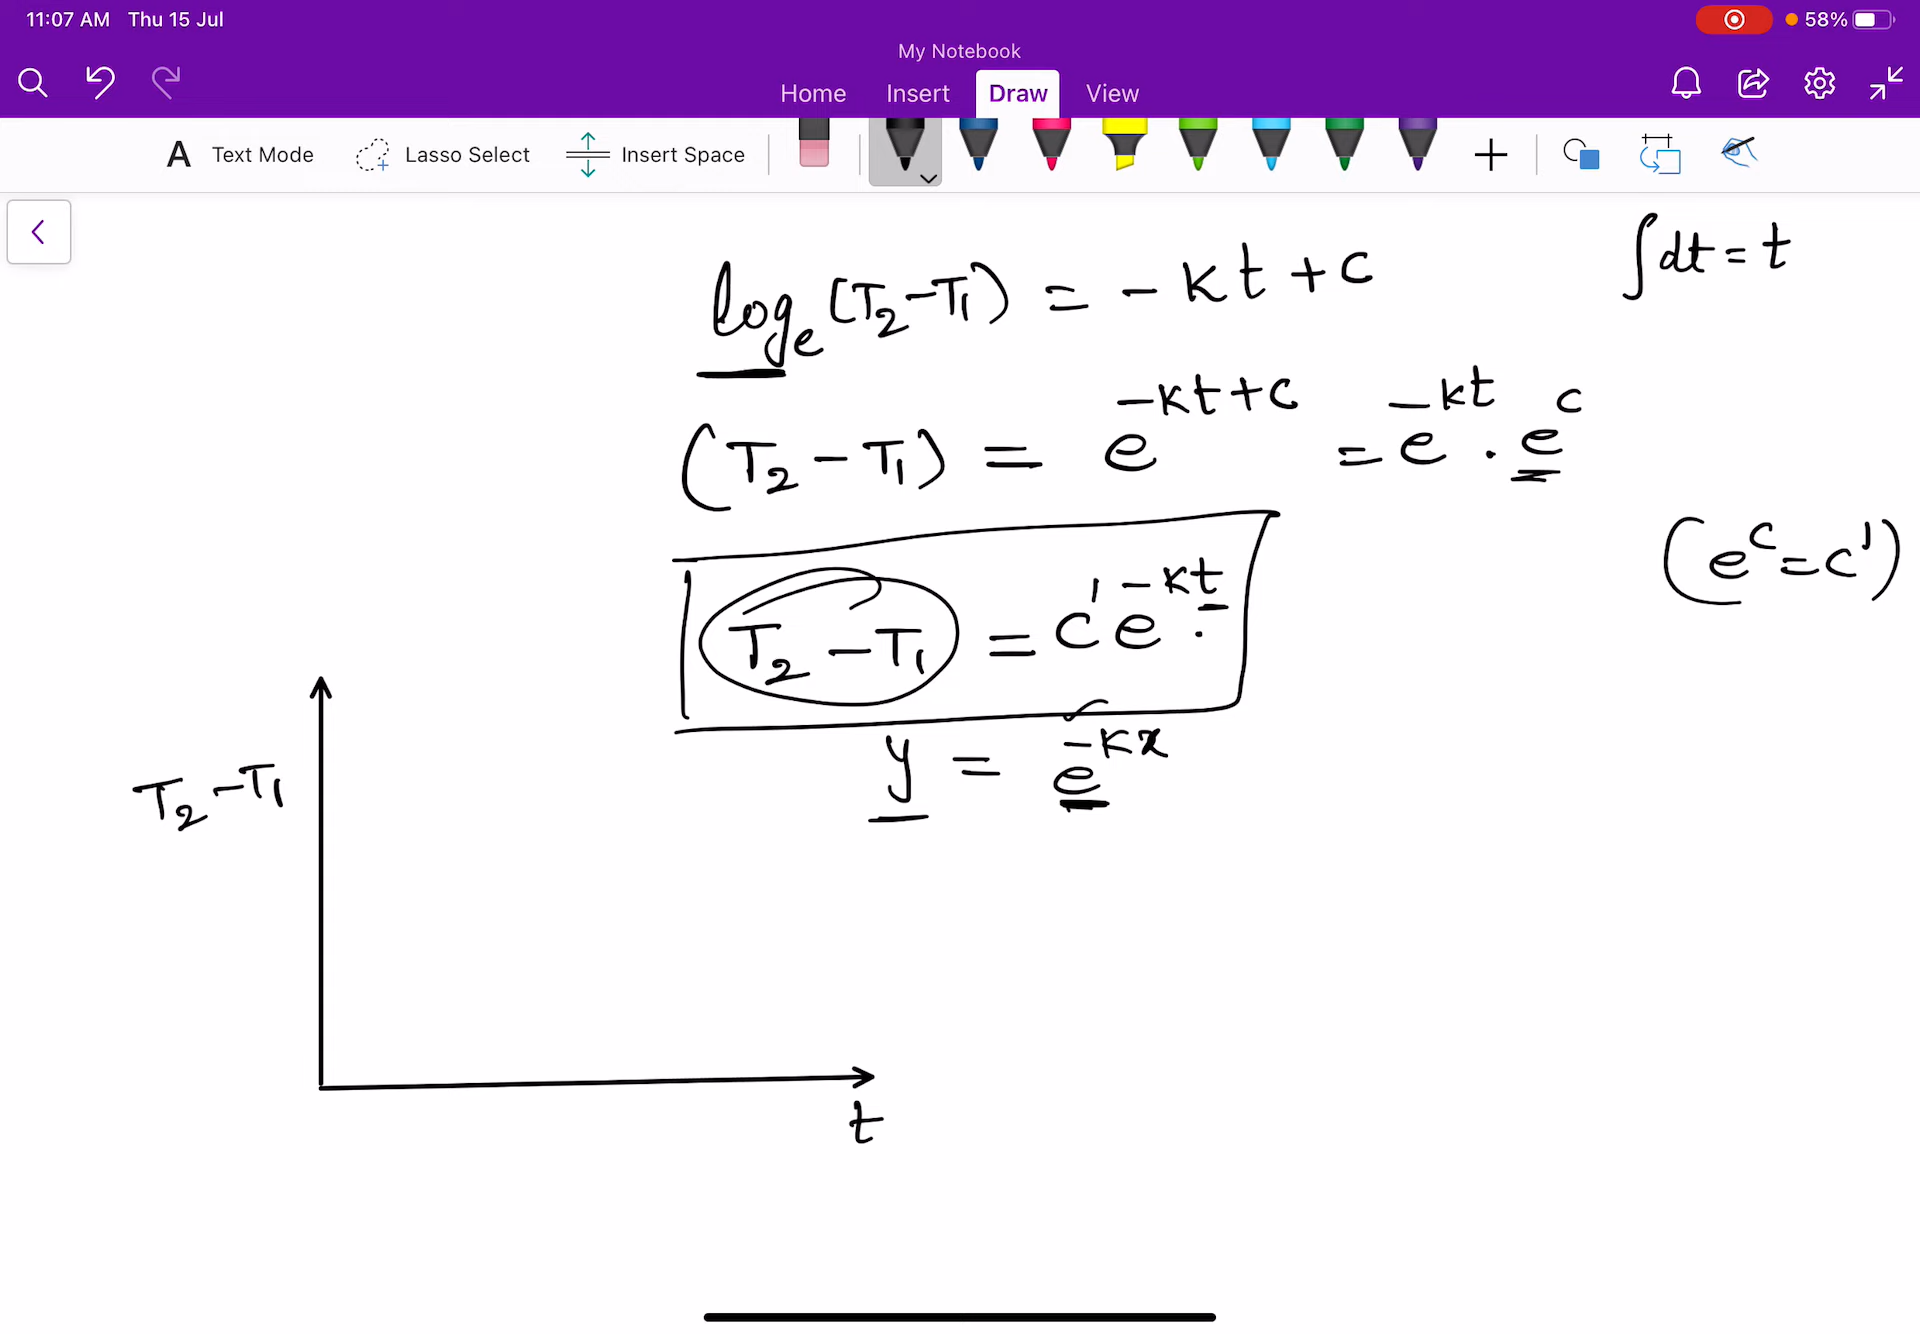 11:07 AM Thu 15 Jul
58%
My Notebook
Home Insert Draw View
A Text Mode Lasso Select Insert Space
∫dt = t
logₑ (T₂-T₁) = -kt + c
(T₂ - T₁) = e^(-kt+c) = e^(-kt) . e^c
(e^c = c')
T₂ - T₁ = c' e^(-kt) .
y = e^(-kx)
T₂ - T₁
t